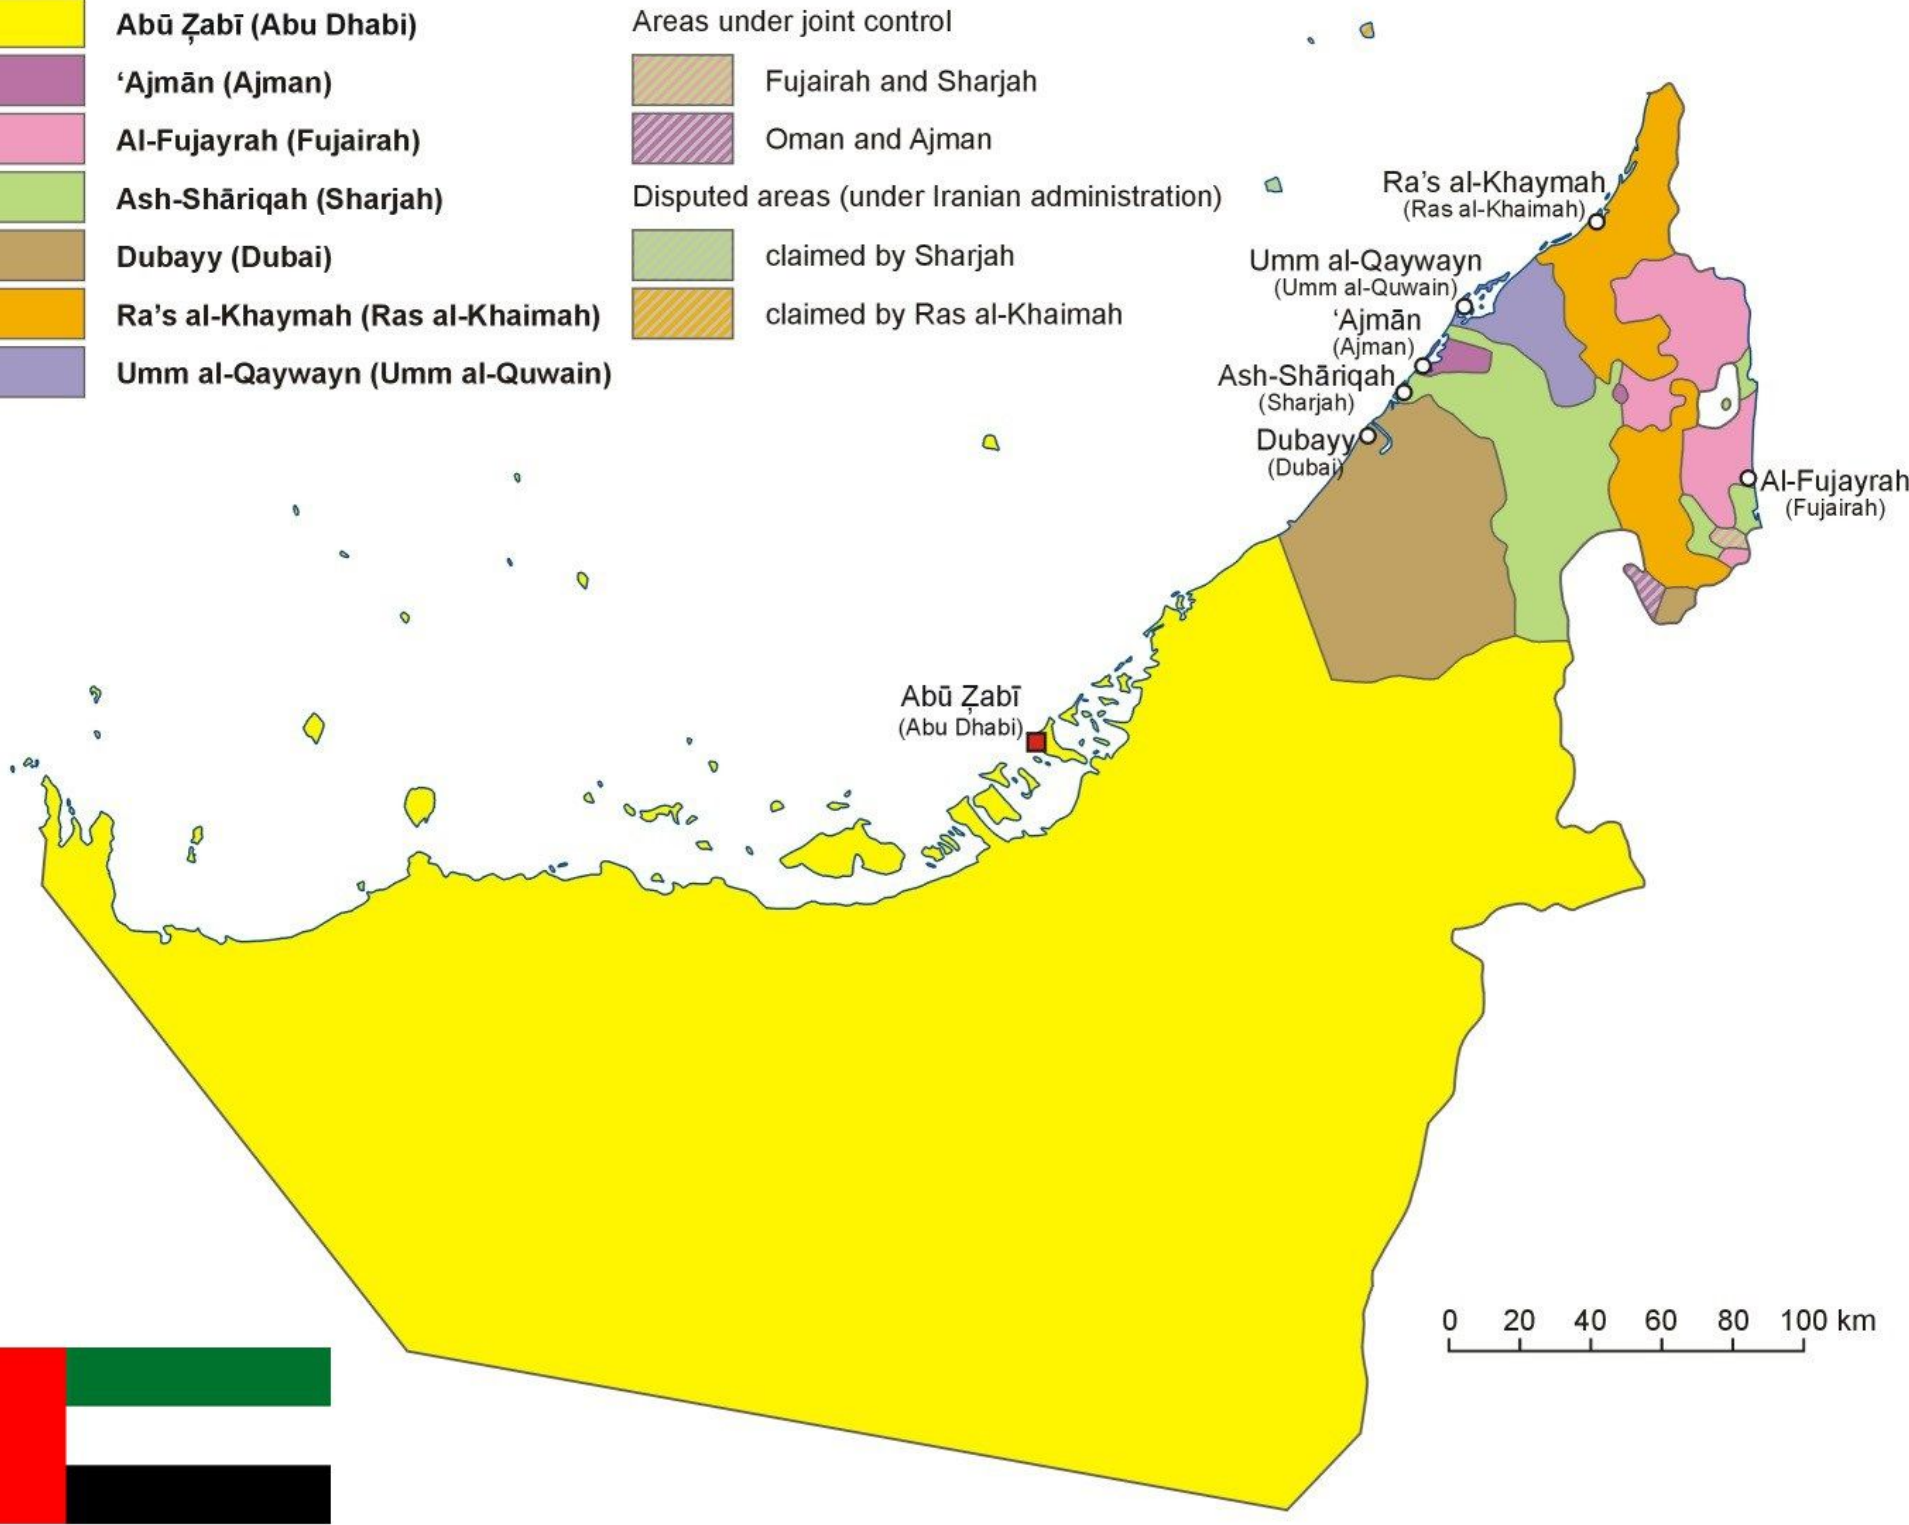 Abū Z̧abī (Abu Dhabi)
‘Ajmān (Ajman)
Al-Fujayrah (Fujairah)
Ash-Shāriqah (Sharjah)
Dubayy (Dubai)
Ra’s al-Khaymah (Ras al-Khaimah)
Umm al-Qaywayn (Umm al-Quwain)
Areas under joint control
Fujairah and Sharjah
Oman and Ajman
Disputed areas (under Iranian administration)
claimed by Sharjah
claimed by Ras al-Khaimah
Ra’s al-Khaymah
(Ras al-Khaimah)
Umm al-Qaywayn
(Umm al-Quwain)
‘Ajmān
(Ajman)
Ash-Shāriqah
(Sharjah)
Dubayy
(Dubai)
Al-Fujayrah
(Fujairah)
Abū Z̧abī
(Abu Dhabi)
0 20 40 60 80 100 km